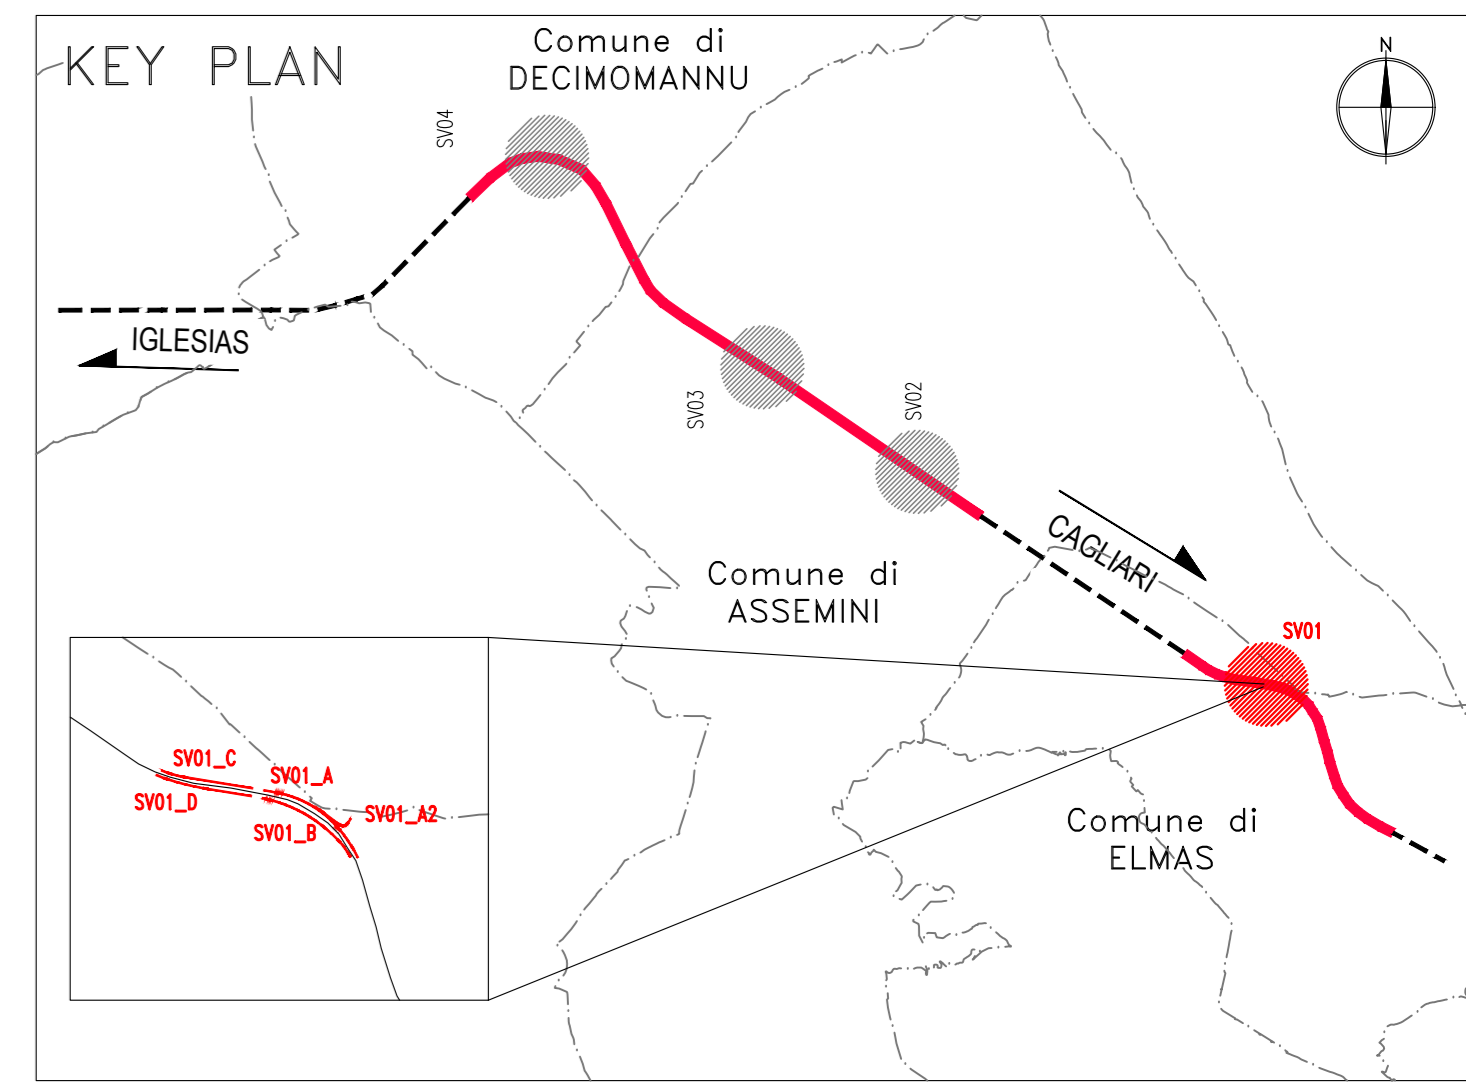 KEY PLAN
Comune di
DECIMOMANNU
N
SV04
IGLESIAS
SV03
SV02
CAGLIARI
Comune di
ASSEMINI
SV01
SV01_C
SV01_A
SV01_D
SV01_A2
SV01_B
Comune di
ELMAS